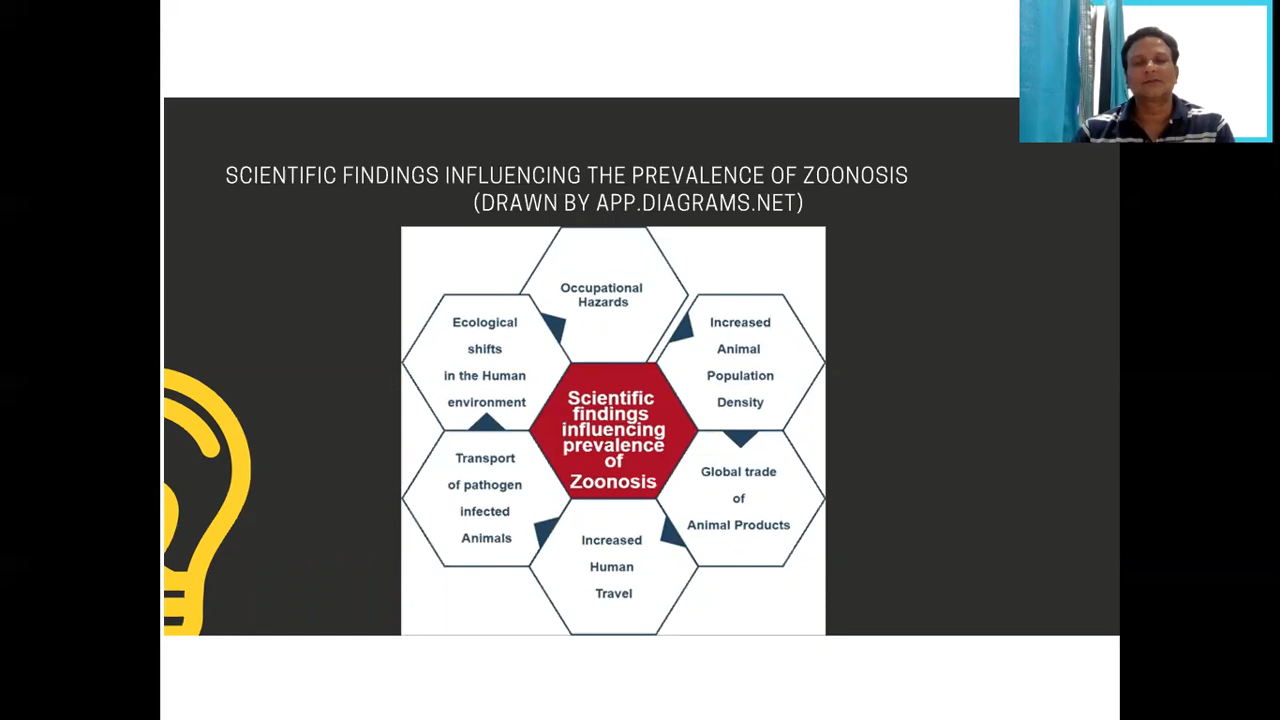 SCIENTIFIC FINDINGS INFLUENCING THE PREVALENCE OF ZOONOSIS
(DRAWN BY APP.DIAGRAMS.NET)
Occupational
Hazards
Ecological
shifts
in the Human
environment
Increased
Animal
Population
Density
Scientific
findings
influencing
prevalence
of
Zoonosis
Transport
of pathogen
infected
Animals
Global trade
of
Animal Products
Increased
Human
Travel